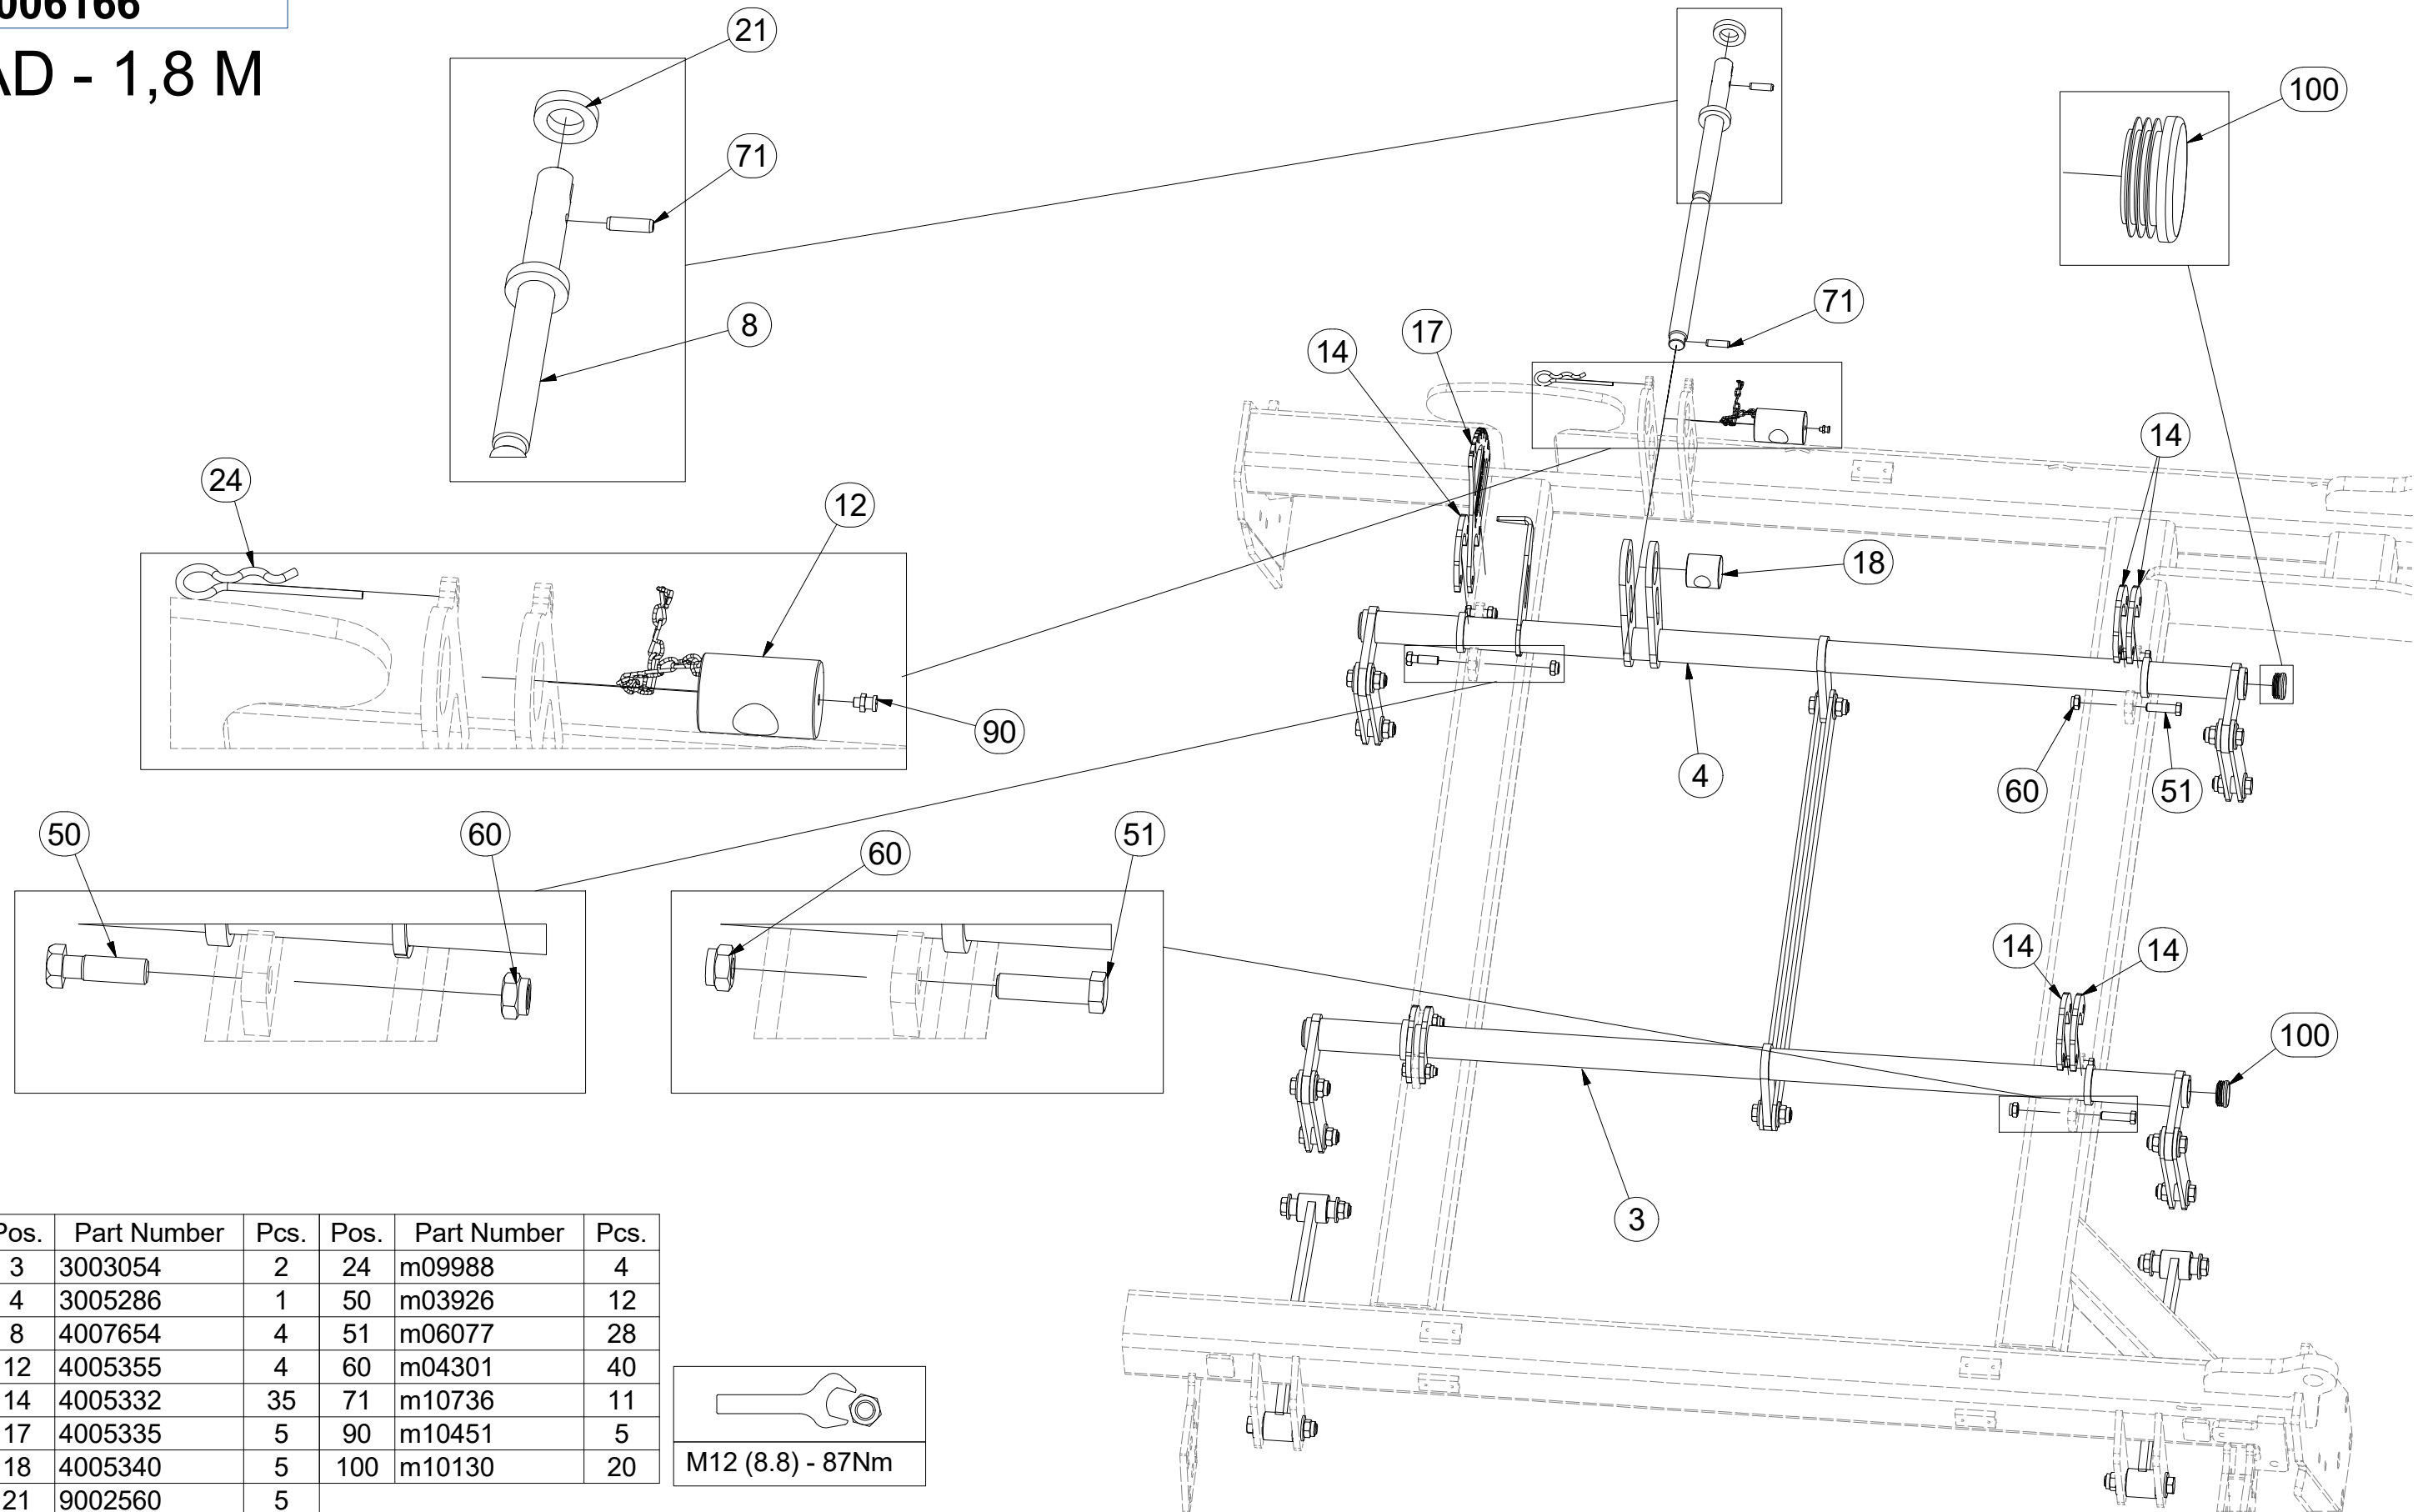 AD - 1,8 M
21
71
100
8
71
17
14
14
24
12
18
90
4
60
51
50
60
60
51
14
14
100
3
Pos. Part Number Pcs. Pos. Part Number Pcs.
3 3003054 2 24 m09988 4
4 3005286 1 50 m03926 12
8 4007654 4 51 m06077 28
12 4005355 4 60 m04301 40
14 4005332 35 71 m10736 11
17 4005335 5 90 m10451 5
18 4005340 5 100 m10130 20
21 9002560 5
M12 (8.8) - 87Nm